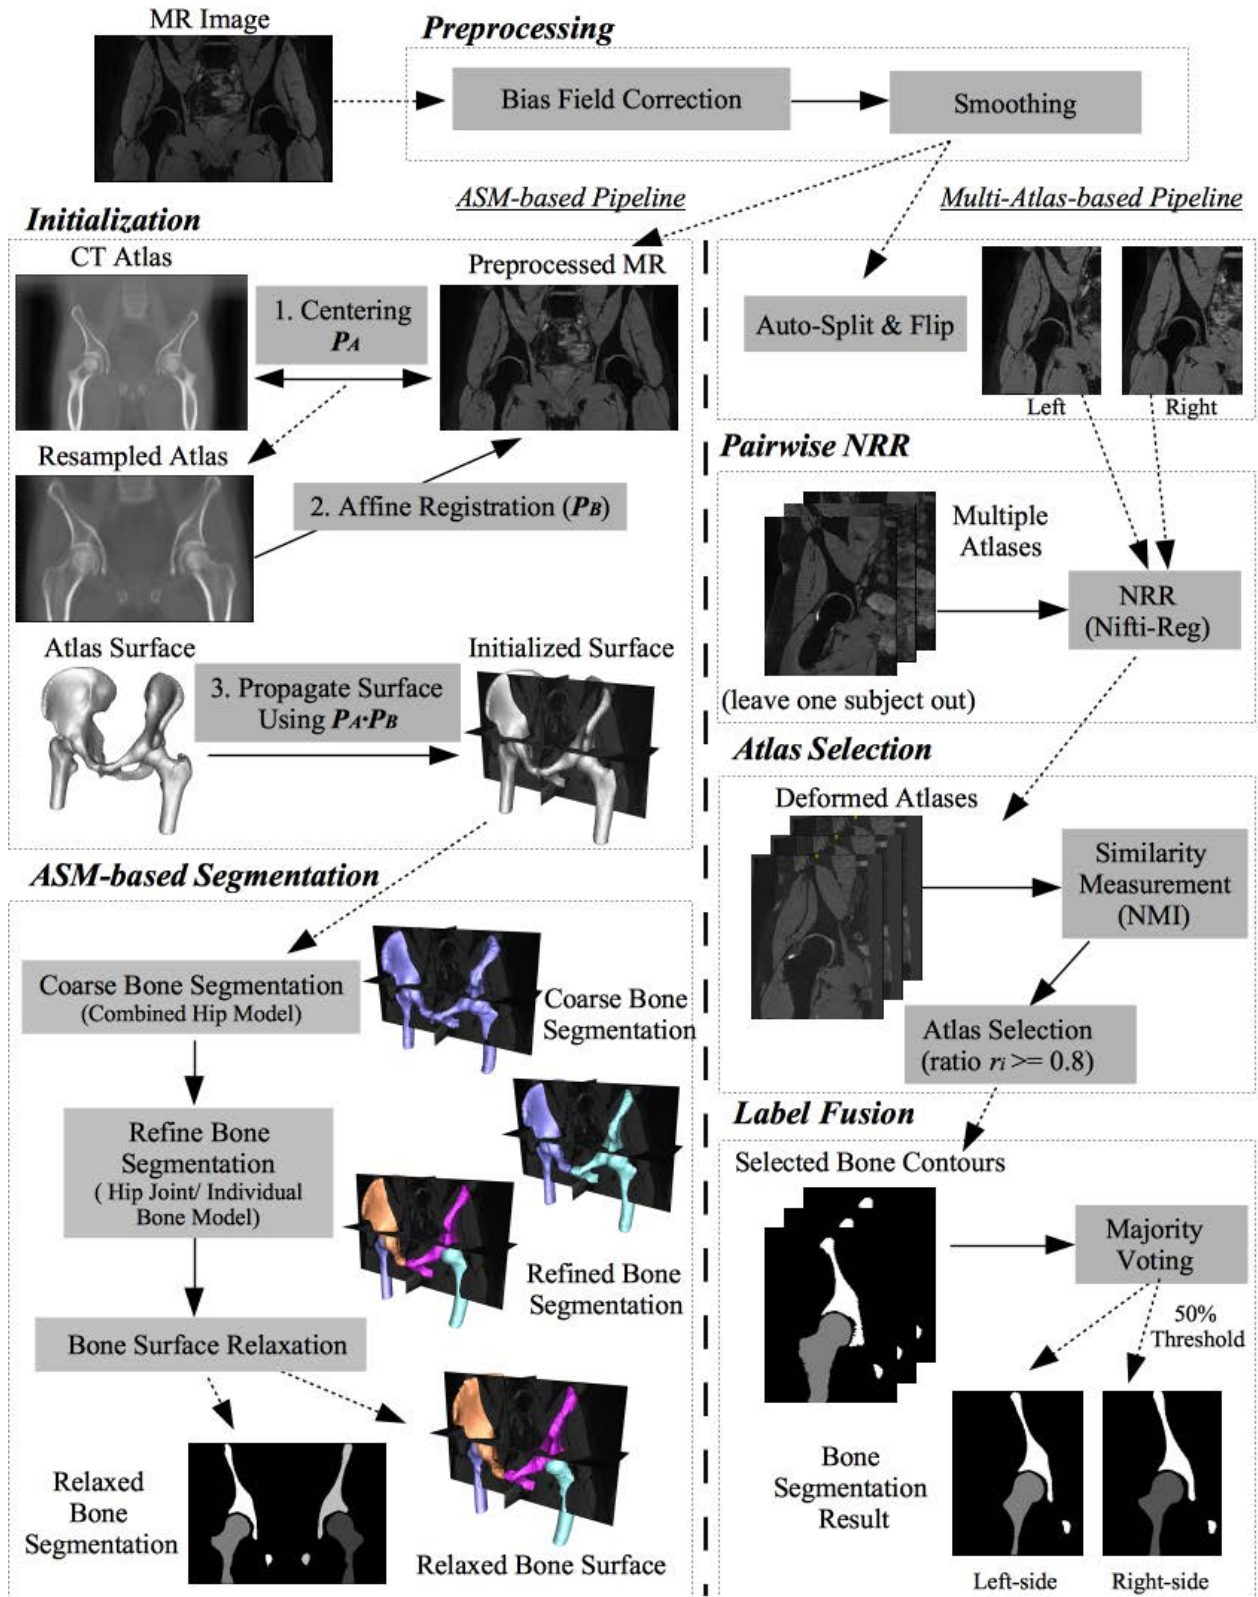 MR Image
Preprocessing
Bias Field Correction
Smoothing
ASM-based Pipeline
Multi-Atlas-based Pipeline
Initialization
CT Atlas
Preprocessed MR
1. Centering
PA
Resampled Atlas
2. Affine Registration (PB)
Atlas Surface
Initialized Surface
3. Propagate Surface
Using PA·PB
ASM-based Segmentation
Coarse Bone Segmentation
(Combined Hip Model)
Coarse Bone
Segmentation
Refine Bone
Segmentation
( Hip Joint/ Individual
Bone Model)
Refined Bone
Segmentation
Bone Surface Relaxation
Relaxed
Bone
Segmentation
Relaxed Bone Surface
Auto-Split & Flip
Left
Right
Pairwise NRR
Multiple
Atlases
NRR
(Nifti-Reg)
(leave one subject out)
Atlas Selection
Deformed Atlases
Similarity
Measurement
(NMI)
Atlas Selection
(ratio ri >= 0.8)
Label Fusion
Selected Bone Contours
Majority
Voting
50%
Threshold
Bone
Segmentation
Result
Left-side
Right-side